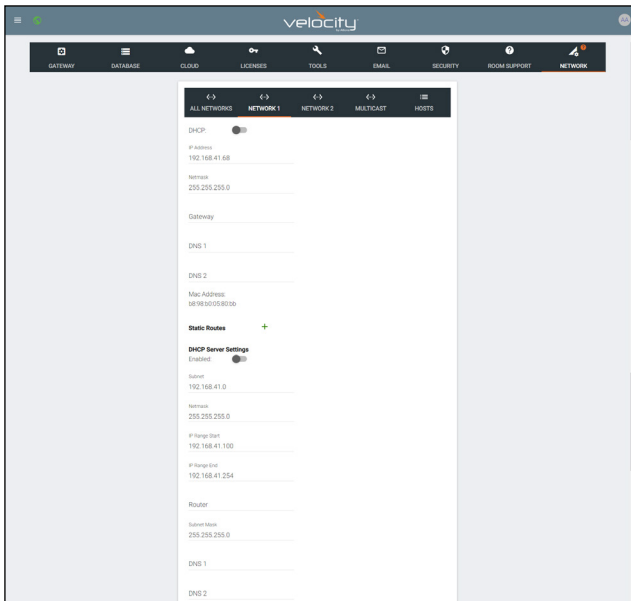 velocity
AA
GATEWAY DATABASE CLOUD LICENSES TOOLS EMAIL SECURITY ROOM SUPPORT NETWORK
ALL NETWORKS NETWORK 1 NETWORK 2 MULTICAST HOSTS
DHCP:
IP Address
192.168.41.68
Netmask
255.255.255.0
Gateway
DNS 1
DNS 2
Mac Address:
b8:98:b0:05:80:bb
Static Routes +
DHCP Server Settings
Enabled:
Subnet
192.168.41.0
Netmask
255.255.255.0
IP Range Start
192.168.41.100
IP Range End
192.168.41.254
Router
Subnet Mask
255.255.255.0
DNS 1
DNS 2